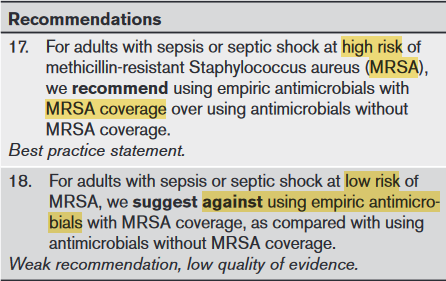 Recommendations
17. For adults with sepsis or septic shock at high risk of
methicillin-resistant Staphylococcus aureus (MRSA),
we recommend using empiric antimicrobials with
MRSA coverage over using antimicrobials without
MRSA coverage.
Best practice statement.
18. For adults with sepsis or septic shock at low risk of
MRSA, we suggest against using empiric antimicro-
bials with MRSA coverage, as compared with using
antimicrobials without MRSA coverage.
Weak recommendation, low quality of evidence.